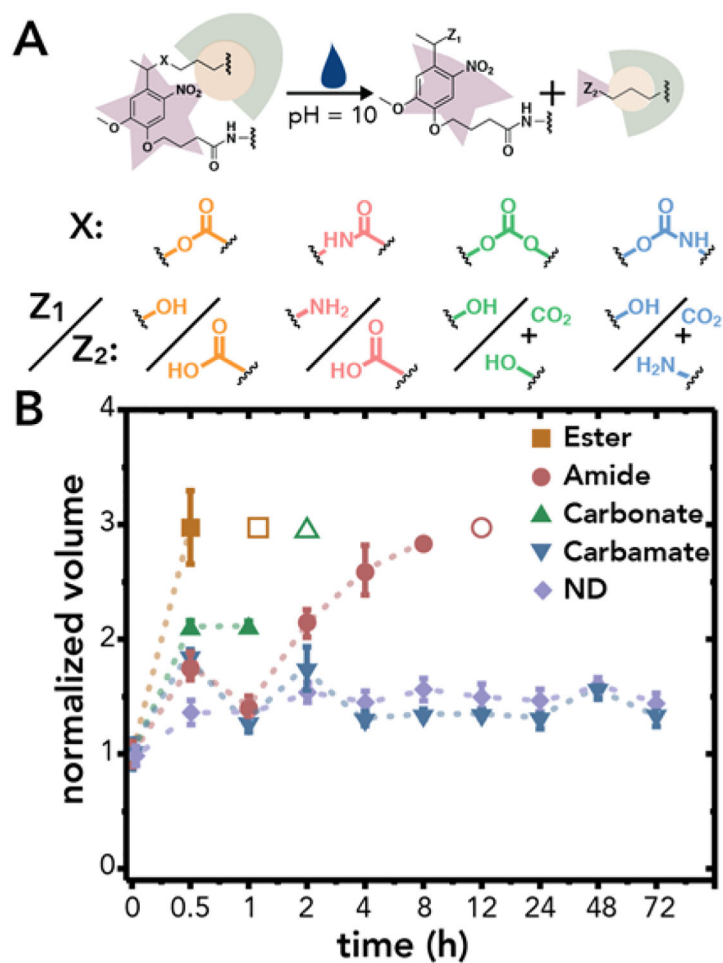 A
X
Z₁
NO₂
NO₂
Z₂
pH = 10
+
O
O
O
H
N
O
O
O
H
N
O
X:
O
O
O
HN
O
O
O
O
O
NH
Z₁
OH
NH₂
OH
CO₂
OH
CO₂
Z₂:
O
HO
O
HO
+
HO
+
H₂N
B
4
3
2
1
0
normalized volume
Ester
Amide
Carbonate
Carbamate
ND
0 0.5 1 2 4 8 12 24 48 72
time (h)